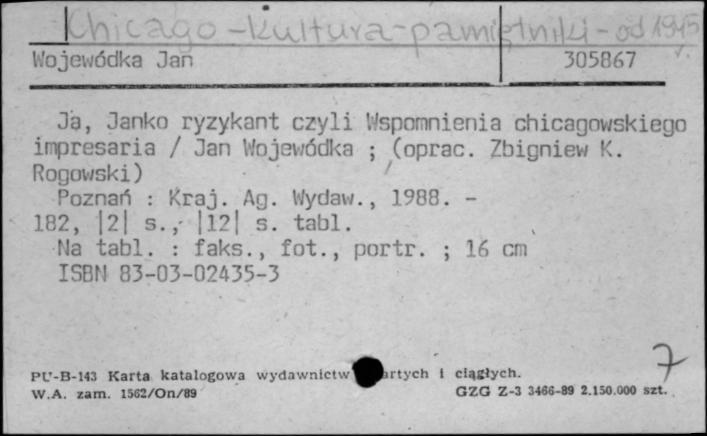 Chicago - kultura - pamiętniki - od 1945 r.
Wojewódka Jan 305867
Ja, Janko ryzykant czyli Wspomnienia chicagowskiego
impresaria / Jan Wojewódka ; (oprac. Zbigniew K.
Rogowski)
Poznań : Kraj. Ag. Wydaw., 1988. -
182, |2| s., |12| s. tabl.
Na tabl. : faks., fot., portr. ; 16 cm
ISBN 83-03-02435-3
7
PU-B-143 Karta katalogowa wydawnictw artych i ciągłych.
W.A. zam. 1562/On/89 GZG Z-3 3466-89 2.150.000 szt.